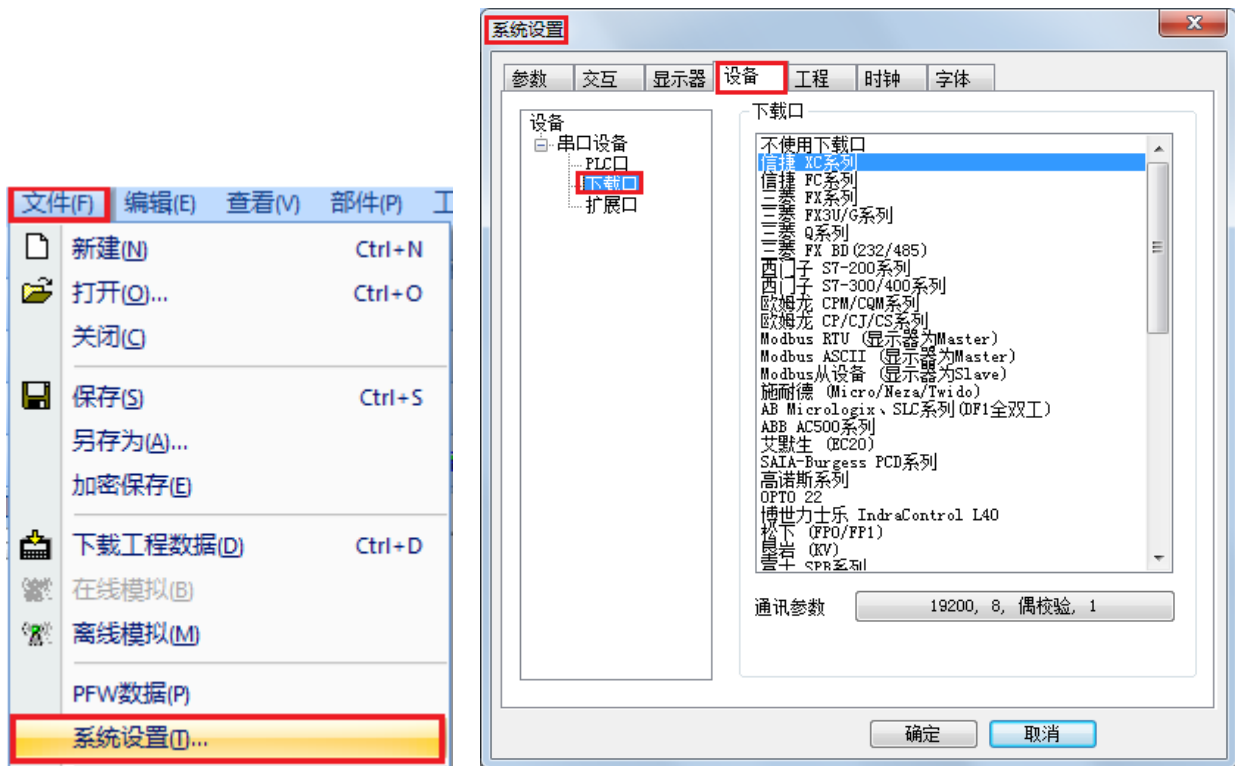 文件(F) 编辑(E) 查看(V) 部件(P) 工
新建(N) Ctrl+N
打开(O)... Ctrl+O
关闭(C)
保存(S) Ctrl+S
另存为(A)...
加密保存(E)
下载工程数据(D) Ctrl+D
在线模拟(B)
离线模拟(M)
PFW数据(P)
系统设置(T)...
系统设置
参数 交互 显示器 设备 工程 时钟 字体
设备
串口设备
PLC口
下载口
扩展口
下载口
不使用下载口
信捷 XC系列
信捷 FC系列
三菱 FX系列
三菱 FX3U/G系列
三菱 Q系列
三菱 FX BD(232/485)
西门子 S7-200系列
西门子 S7-300/400系列
欧姆龙 CPM/CQM系列
欧姆龙 CP/CJ/CS系列
Modbus RTU (显示器为Master)
Modbus ASCII (显示器为Master)
Modbus从设备 (显示器为Slave)
施耐德 (Micro/Neza/Twido)
AB Micrologix、SLC系列(DF1全双工)
ABB AC500系列
艾默生 (EC20)
SAIA-Burgess PCD系列
高诺斯系列
OPTO 22
博世力士乐 IndraControl L40
松下 (FP0/FP1)
(KV)
SPB系列
通讯参数 19200, 8, 偶校验, 1
确定 取消